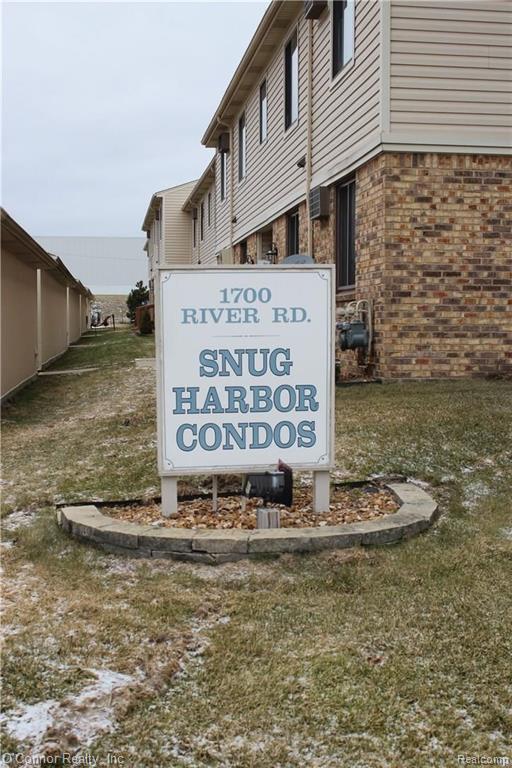 1700
RIVER RD.
SNUG
HARBOR
CONDOS
O'Connor Realty, Inc
Realcomp